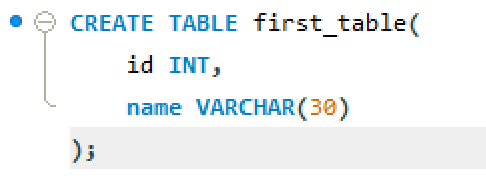 CREATE TABLE first_table(
id INT,
name VARCHAR(30)
);